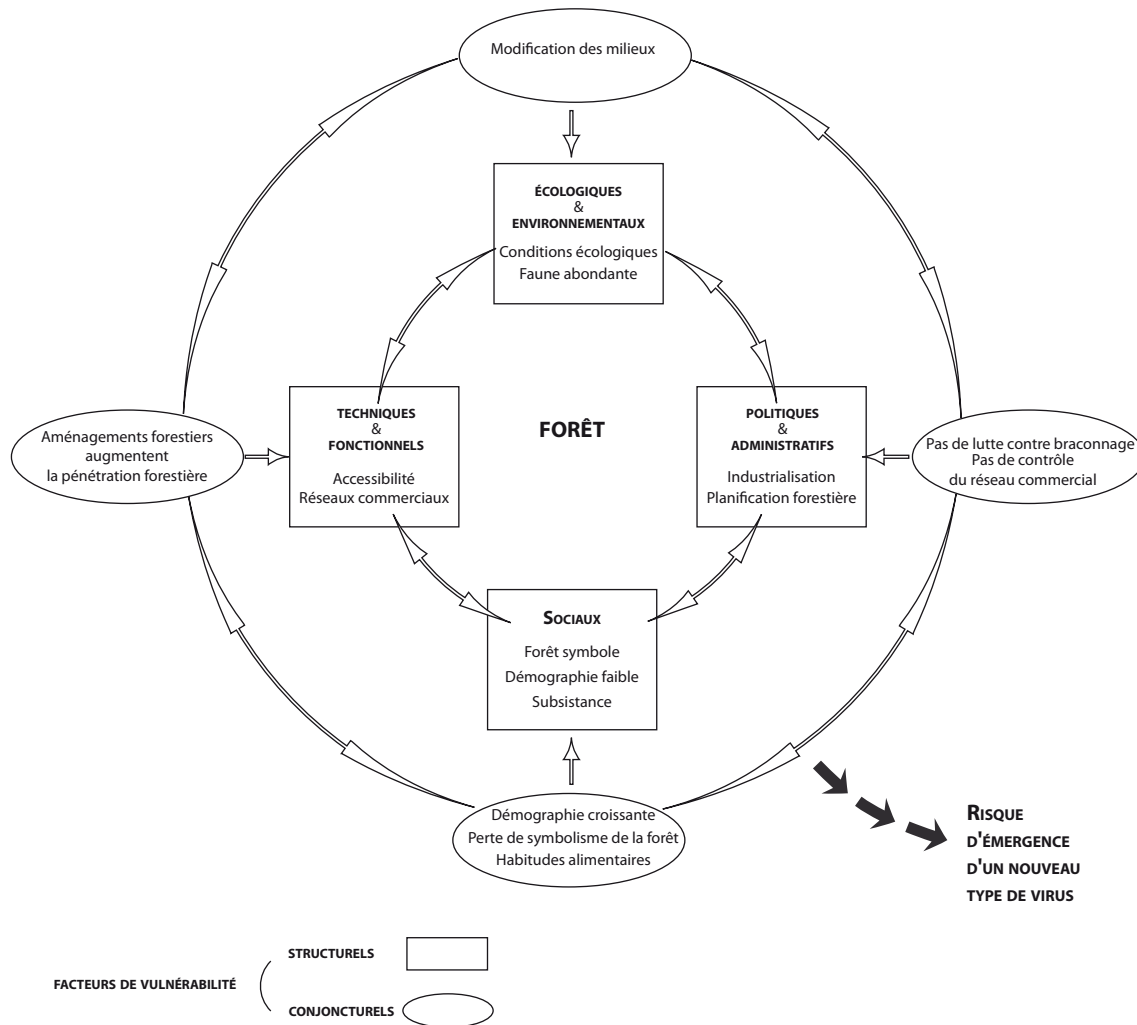 Modification des milieux
ÉCOLOGIQUES
&
ENVIRONNEMENTAUX
Conditions écologiques
Faune abondante
TECHNIQUES
&
FONCTIONNELS
Accessibilité
Réseaux commerciaux
FORÊT
POLITIQUES
&
ADMINISTRATIFS
Industrialisation
Planification forestière
Aménagements forestiers
augmentent
la pénétration forestière
Pas de lutte contre braconnage
Pas de contrôle
du réseau commercial
SOCIAUX
Forêt symbole
Démographie faible
Subsistance
Démographie croissante
Perte de symbolisme de la forêt
Habitudes alimentaires
RISQUE
D'ÉMERGENCE
D'UN NOUVEAU
TYPE DE VIRUS
FACTEURS DE VULNÉRABILITÉ
STRUCTURELS
CONJONCTURELS